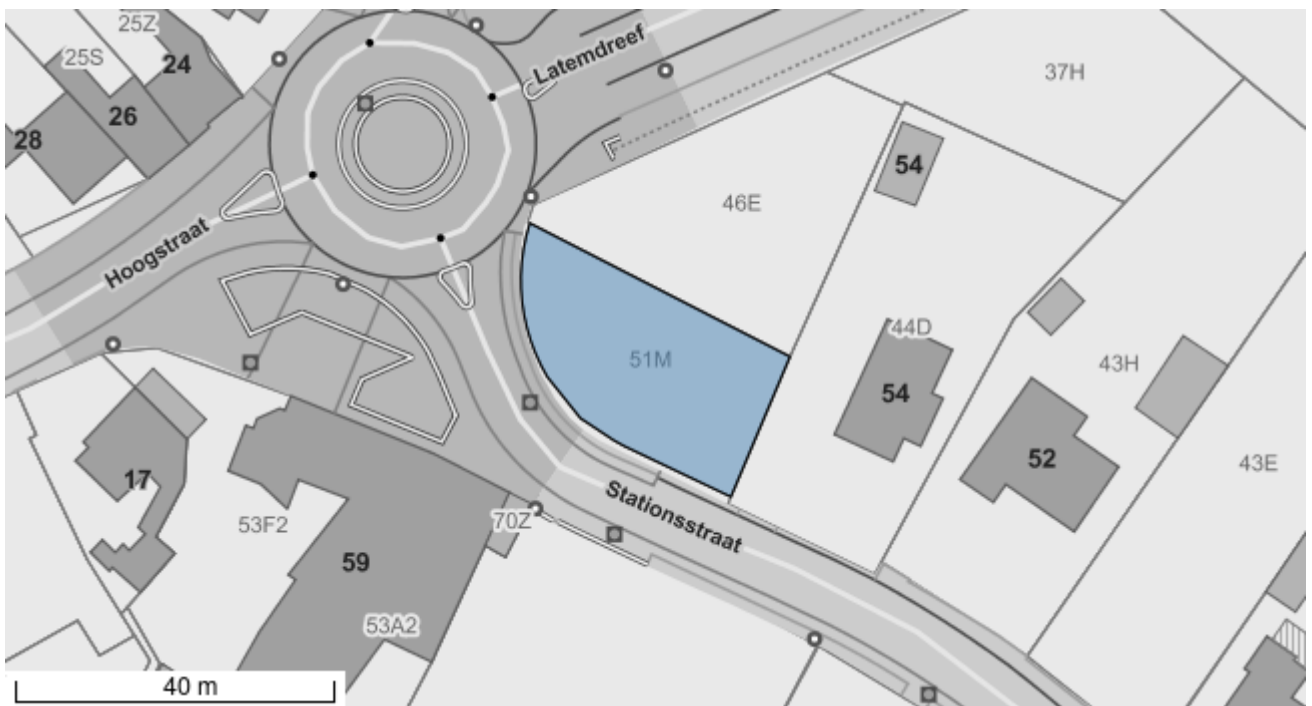 25Z
25S
24
26
28
Latemdreef
37H
54
46E
Hoogstraat
51M
44D
54
43H
52
43E
17
53F2
70Z
Stationsstraat
59
53A2
40 m